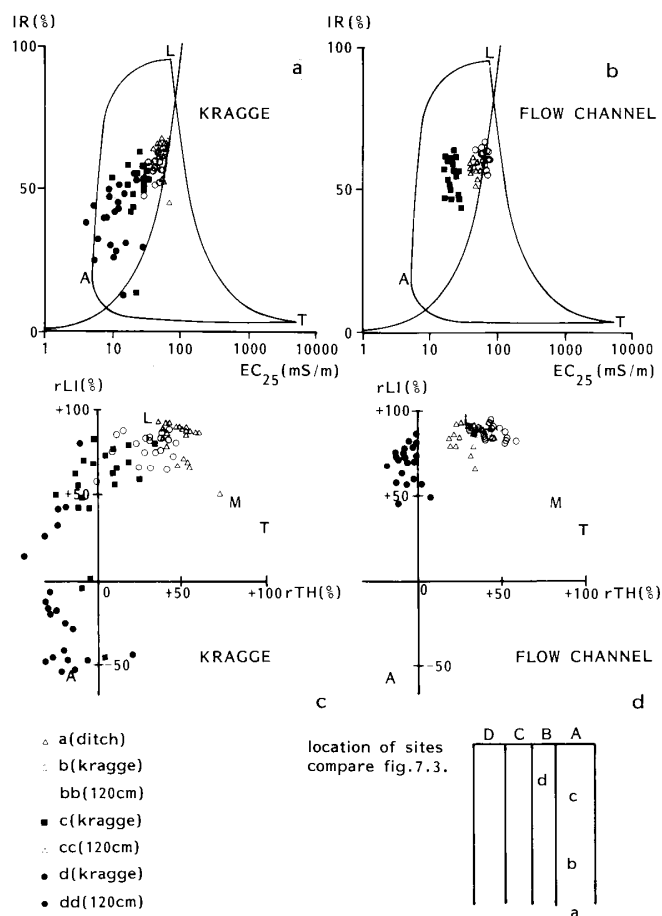 IR(%)
100
L
a
KRAGGE
50
A
T
0
1 10 100 1000 10000
EC25(mS/m)
IR(%)
100
L
b
FLOW CHANNEL
50
A
T
0
1 10 100 1000 10000
EC25(mS/m)
rLI(%)
+100
L
+50
M
T
0 +50 +100 rTH(%)
-50
A
KRAGGE
c
rLI(%)
+100
L
+50
M
T
0 +50 +100 rTH(%)
-50
A
FLOW CHANNEL
d
a(ditch)
b(kragge)
bb(120cm)
c(kragge)
cc(120cm)
d(kragge)
dd(120cm)
location of sites
compare fig.7.3.
D C B A
d
c
b
a